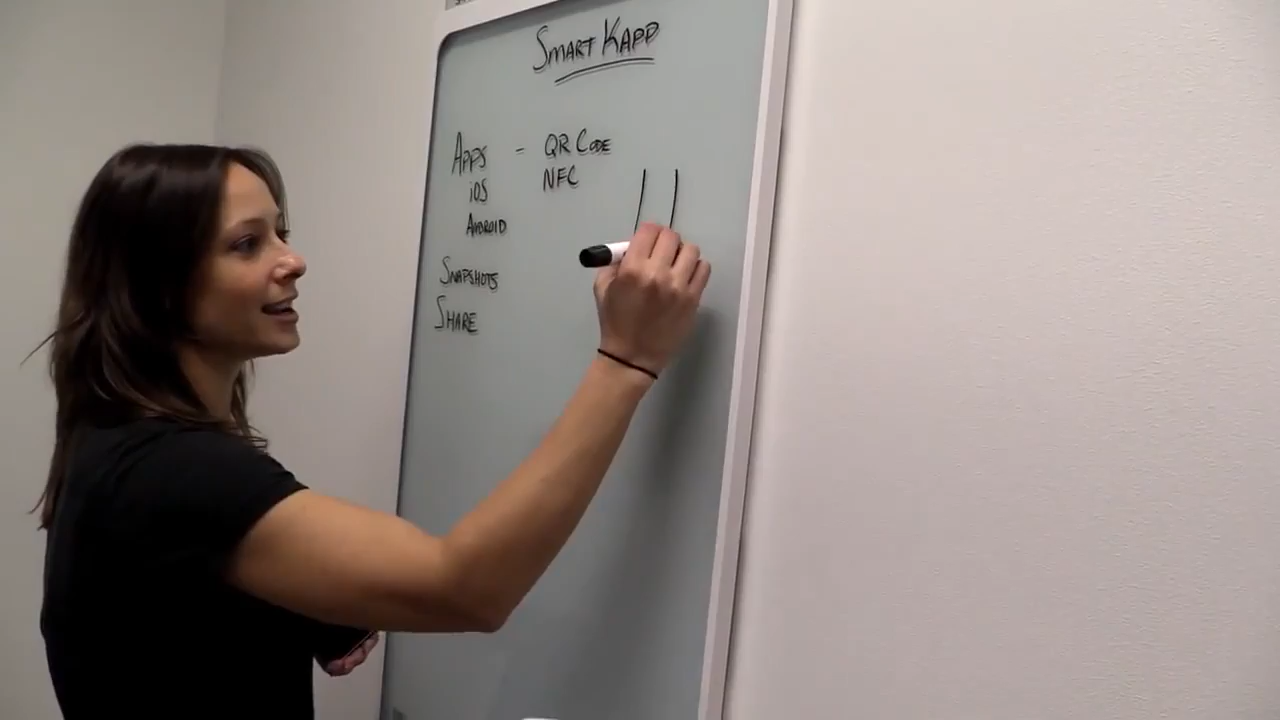 SMART KAPP
APPS - QR CODE
iOS NFC
ANDROID
SNAPSHOTS
SHARE